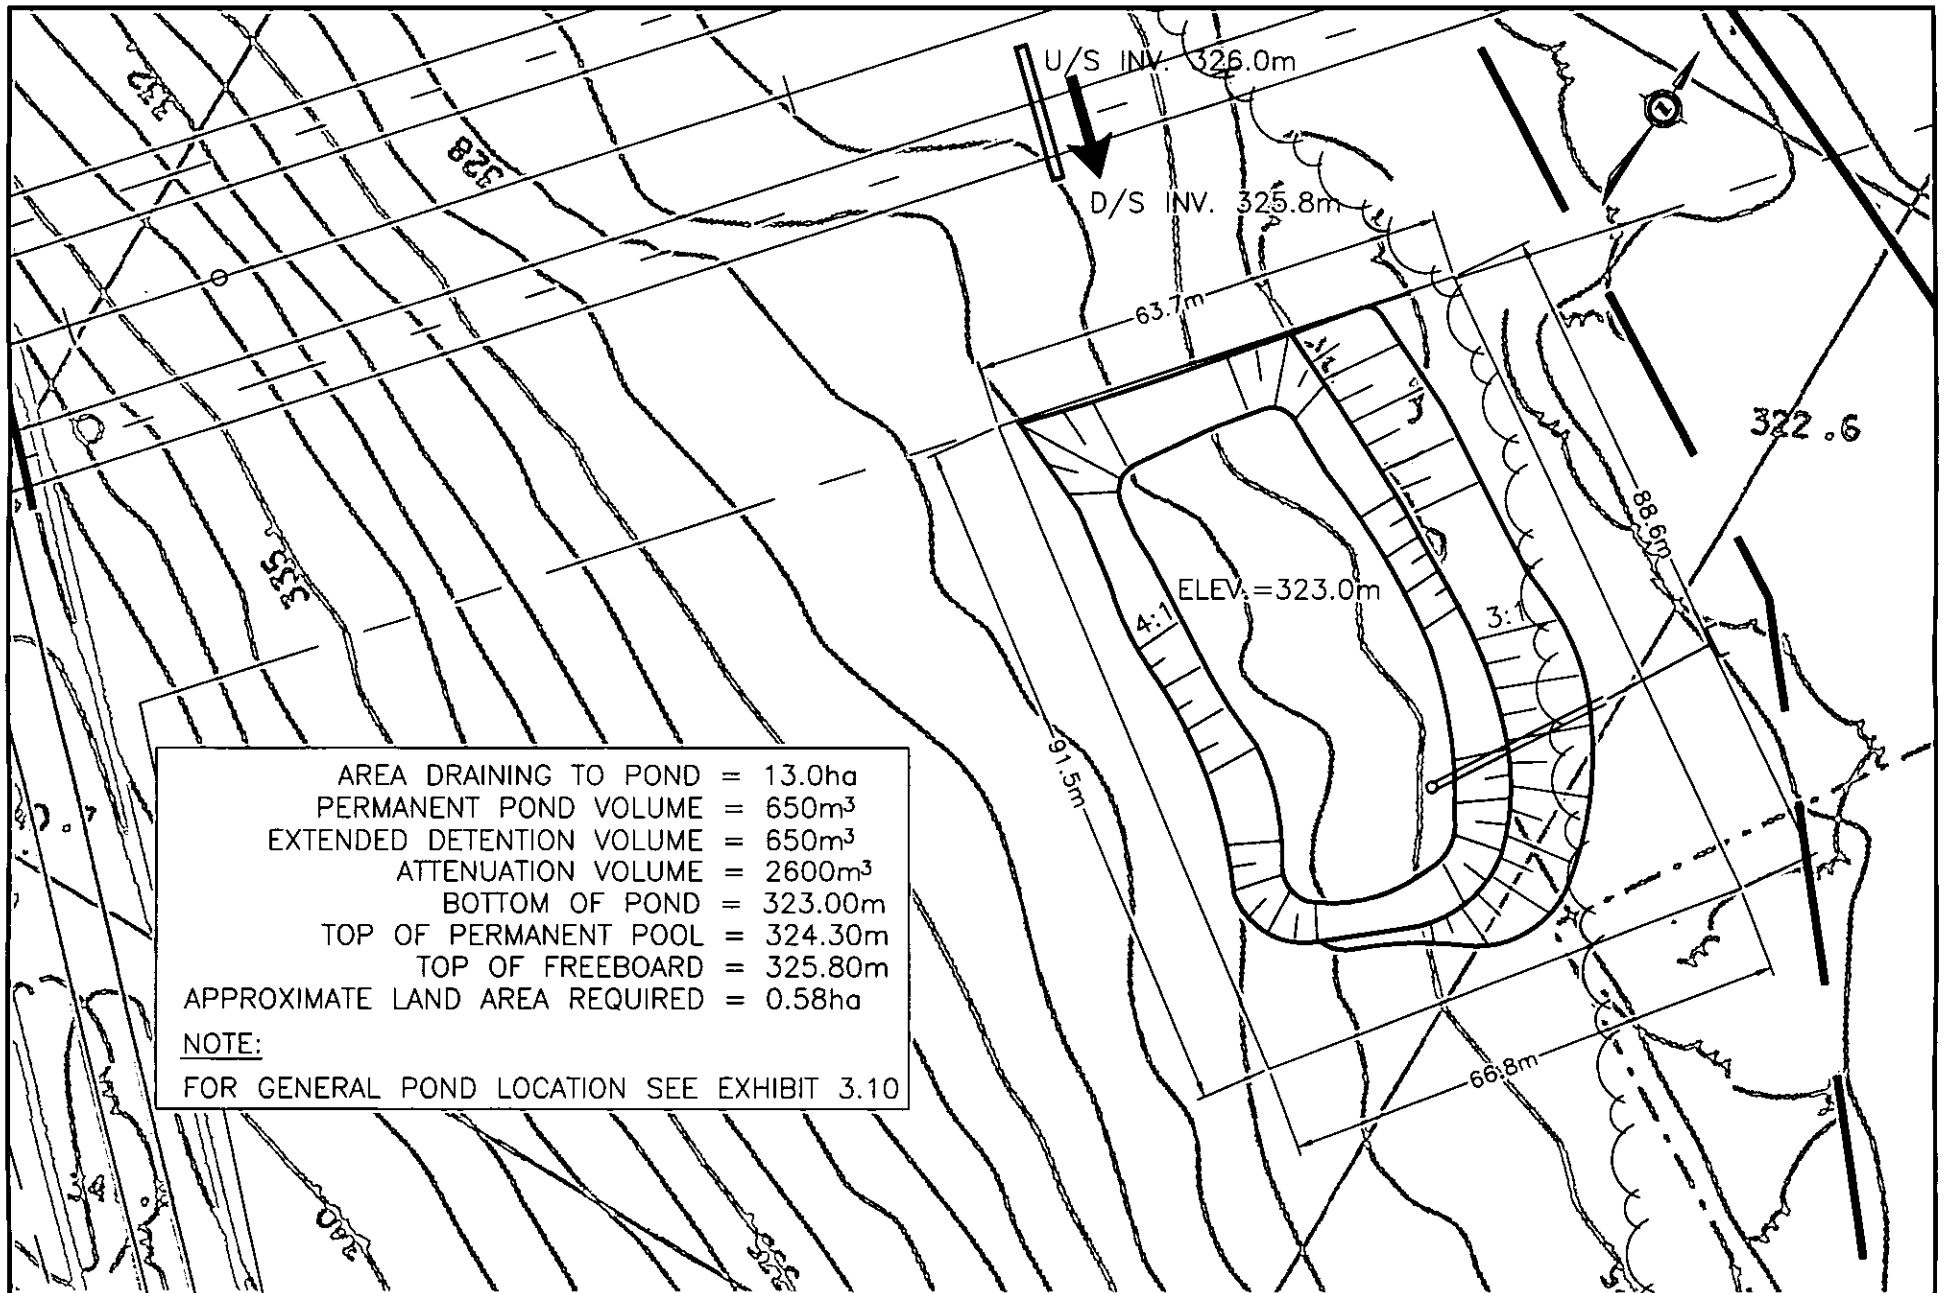 332
328
U/S INV. 326.0m
D/S INV. 325.8m
63.7m
322.6
88.6m
335
ELEV.=323.0m
4:1
3:1
91.5m
66.8m
AREA DRAINING TO POND = 13.0ha
PERMANENT POND VOLUME = 650m³
EXTENDED DETENTION VOLUME = 650m³
ATTENUATION VOLUME = 2600m³
BOTTOM OF POND = 323.00m
TOP OF PERMANENT POOL = 324.30m
TOP OF FREEBOARD = 325.80m
APPROXIMATE LAND AREA REQUIRED = 0.58ha
NOTE:
FOR GENERAL POND LOCATION SEE EXHIBIT 3.10
340